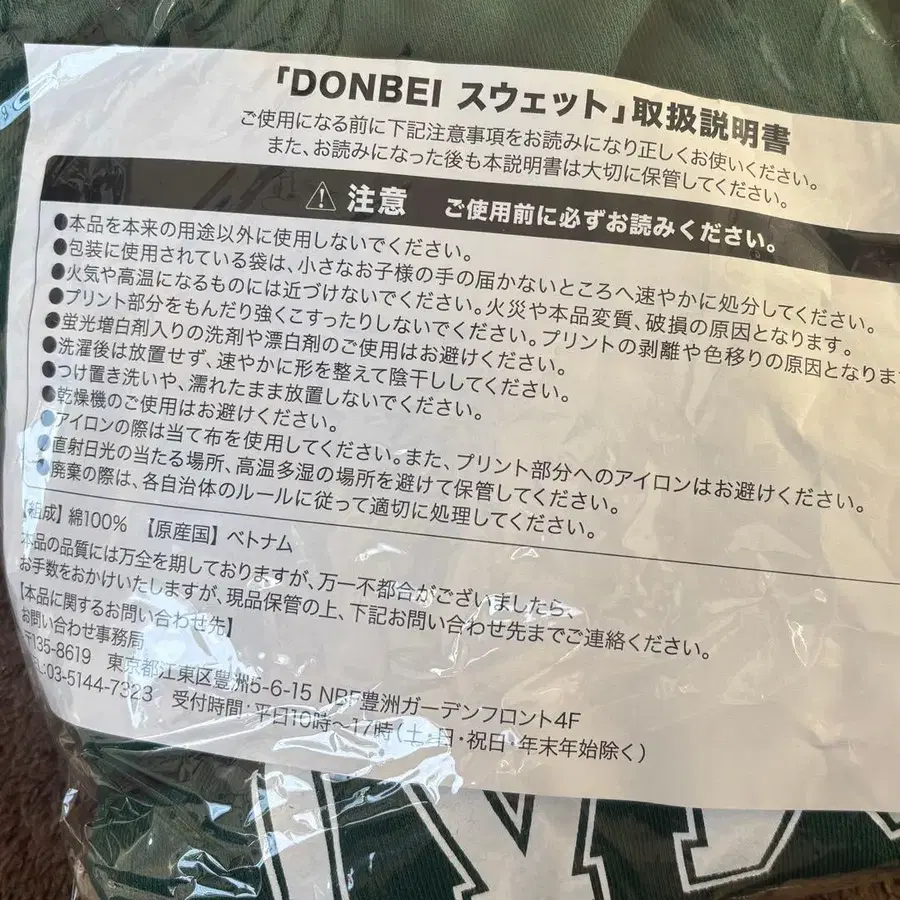 「DONBEI スウェット」取扱説明書
ご使用になる前に下記注意事項をお読みになり正しくお使いください。
また、お読みになった後も本説明書は大切に保管してください。
注意 ご使用前に必ずお読みください。
●本品を本来の用途以外に使用しないでください。
●包装に使用されている袋は、小さなお子様の手の届かないところへ速やかに処分してください。
●火気や高温になるものには近づけないでください。火災や本品変質、破損の原因となります。
●プリント部分をもんだり強くこすったりしないでください。プリントの剥離や色移りの原因となりま
●蛍光増白剤入りの洗剤や漂白剤のご使用はお避けください。
●洗濯後は放置せず、速やかに形を整えて陰干ししてください。
●つけ置き洗いや、濡れたまま放置しないでください。
●乾燥機のご使用はお避けください。
●アイロンの際は当て布を使用してください。また、プリント部分へのアイロンはお避けください。
●直射日光の当たる場所、高温多湿の場所を避けて保管してください。
●廃棄の際は、各自治体のルールに従って適切に処理してください。
【組成】綿100% 【原産国】ベトナム
本品の品質には万全を期しておりますが、万一不都合がございましたら、
お手数をおかけいたしますが、現品保管の上、下記お問い合わせ先までご連絡ください。
【本品に関するお問い合わせ先】
お問い合わせ事務局
〒135-8619 東京都江東区豊洲5-6-15 NBF豊洲ガーデンフロント4F
TEL:03-5144-7323 受付時間:平日10時〜17時(土・日・祝日・年末年始除く)